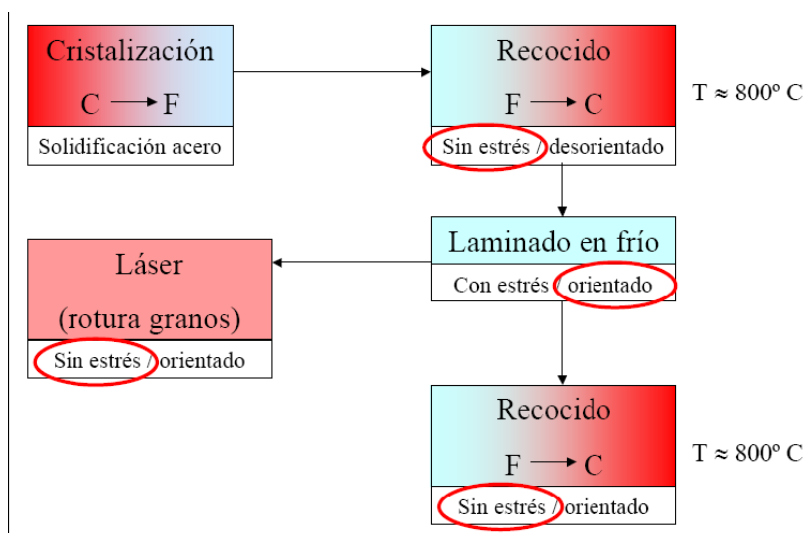 Cristalización
C → F
Solidificación acero
Recocido
F → C
Sin estrés / desorientado
T ≈ 800º C
Laminado en frío
Con estrés / orientado
Láser
(rotura granos)
Sin estrés / orientado
Recocido
F → C
Sin estrés / orientado
T ≈ 800º C